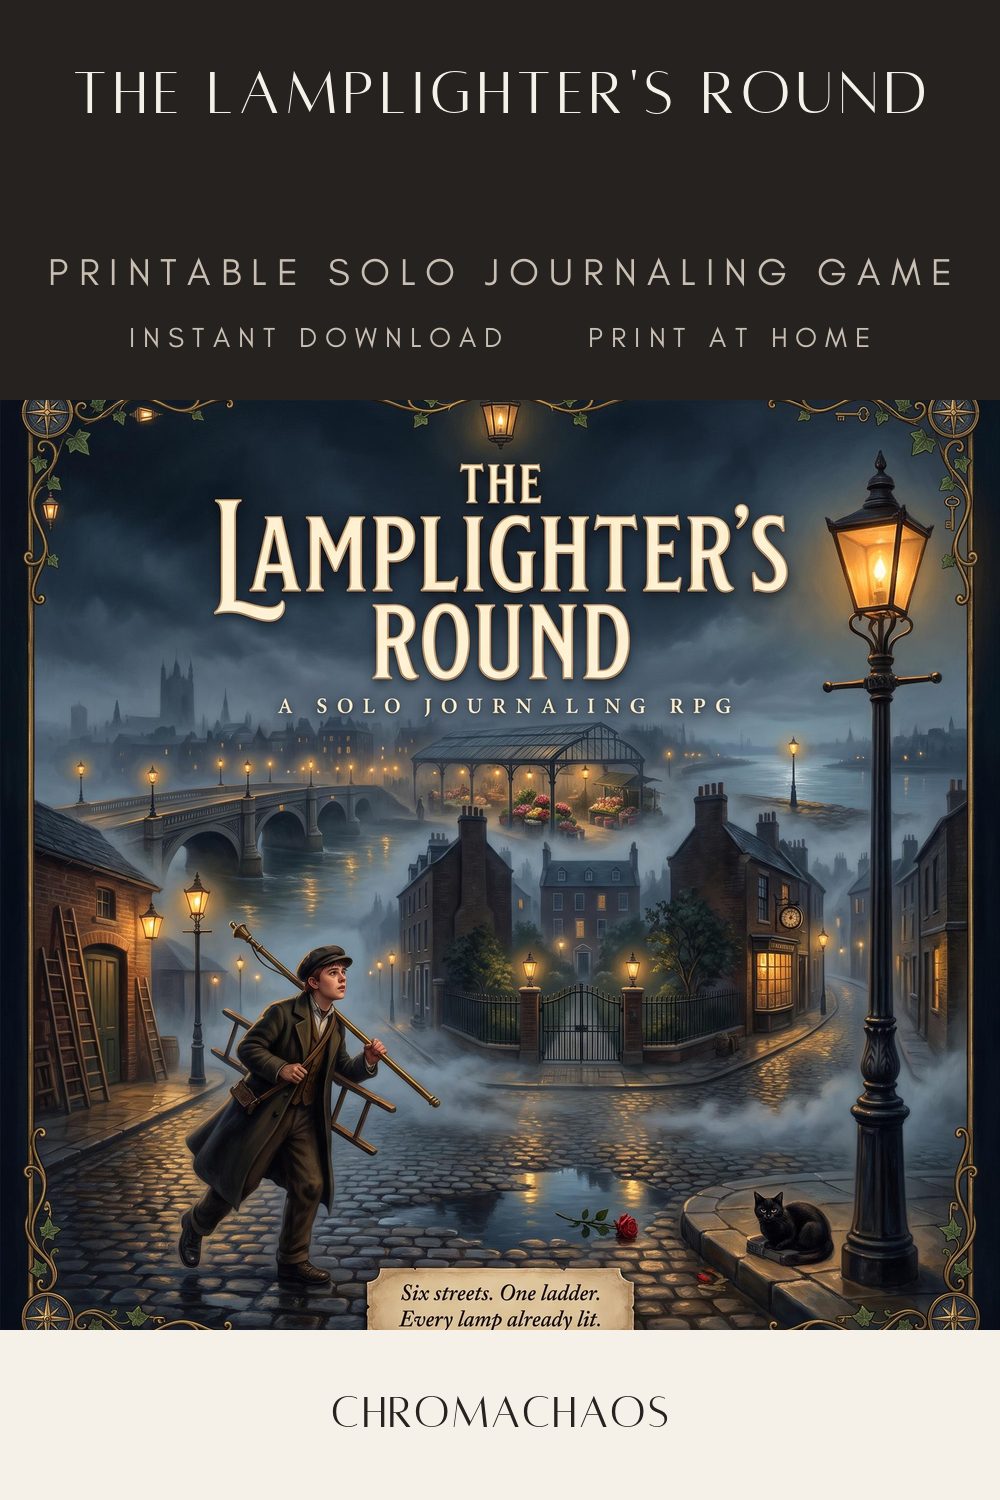 THE LAMPLIGHTER'S ROUND
PRINTABLE SOLO JOURNALING GAME
INSTANT DOWNLOAD PRINT AT HOME
THE
LAMPLIGHTER'S
ROUND
A SOLO JOURNALING RPG
Six streets. One ladder.
Every lamp already lit.
CHROMACHAOS